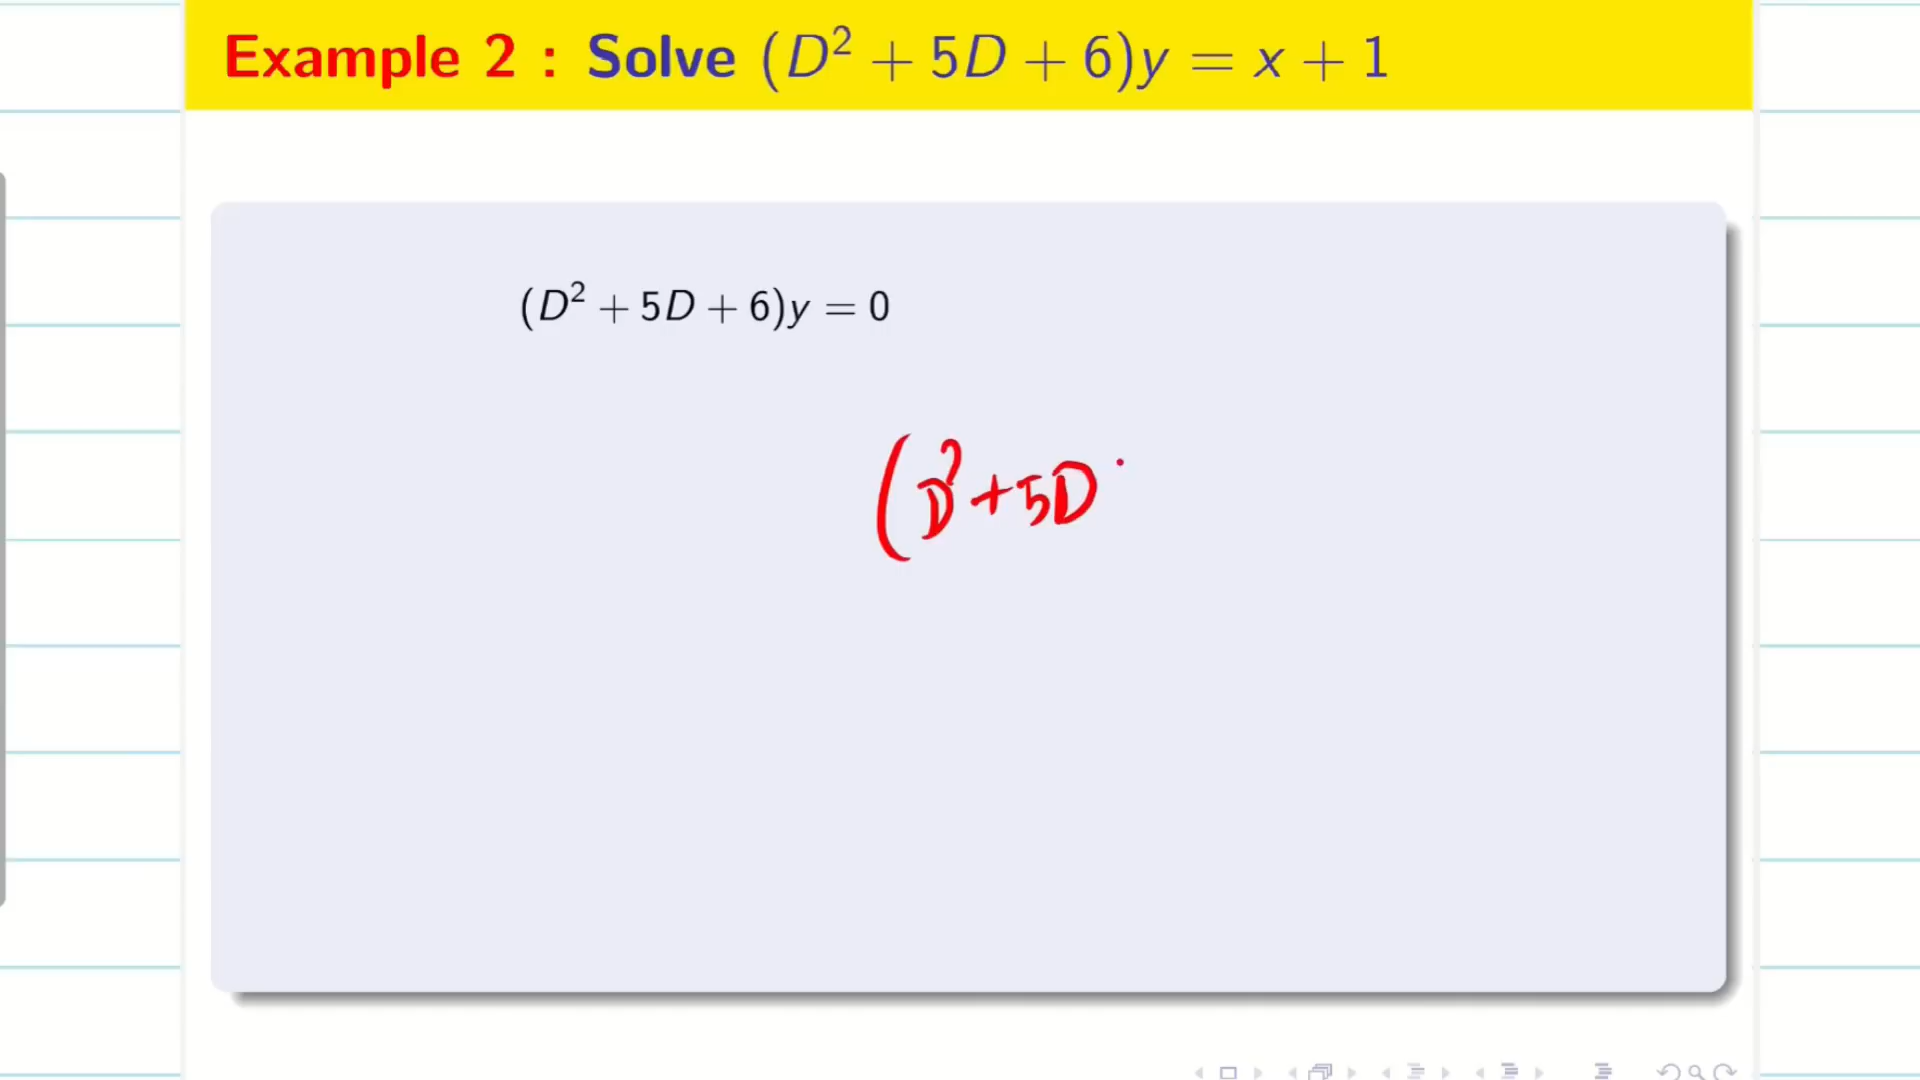 Example 2 : Solve (D² + 5D + 6)y = x + 1
(D² + 5D + 6)y = 0
(D² + 5D